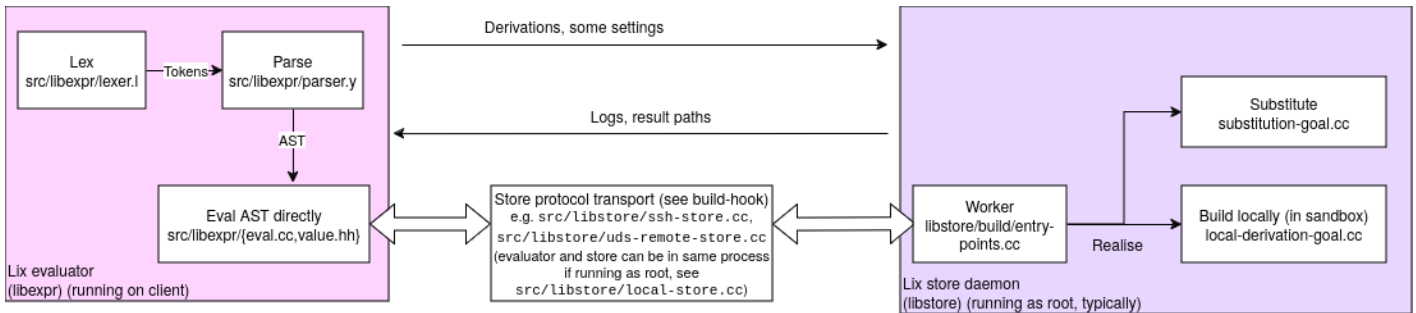 Lex
src/libexpr/lexer.l
Tokens
Parse
src/libexpr/parser.y
AST
Eval AST directly
src/libexpr/{eval.cc,value.hh}
Lix evaluator
(libexpr) (running on client)
Derivations, some settings
Logs, result paths
Store protocol transport (see build-hook)
e.g. src/libstore/ssh-store.cc,
src/libstore/uds-remote-store.cc
(evaluator and store can be in same process
if running as root, see
src/libstore/local-store.cc)
Worker
libstore/build/entry-
points.cc
Realise
Substitute
substitution-goal.cc
Build locally (in sandbox)
local-derivation-goal.cc
Lix store daemon
(libstore) (running as root, typically)